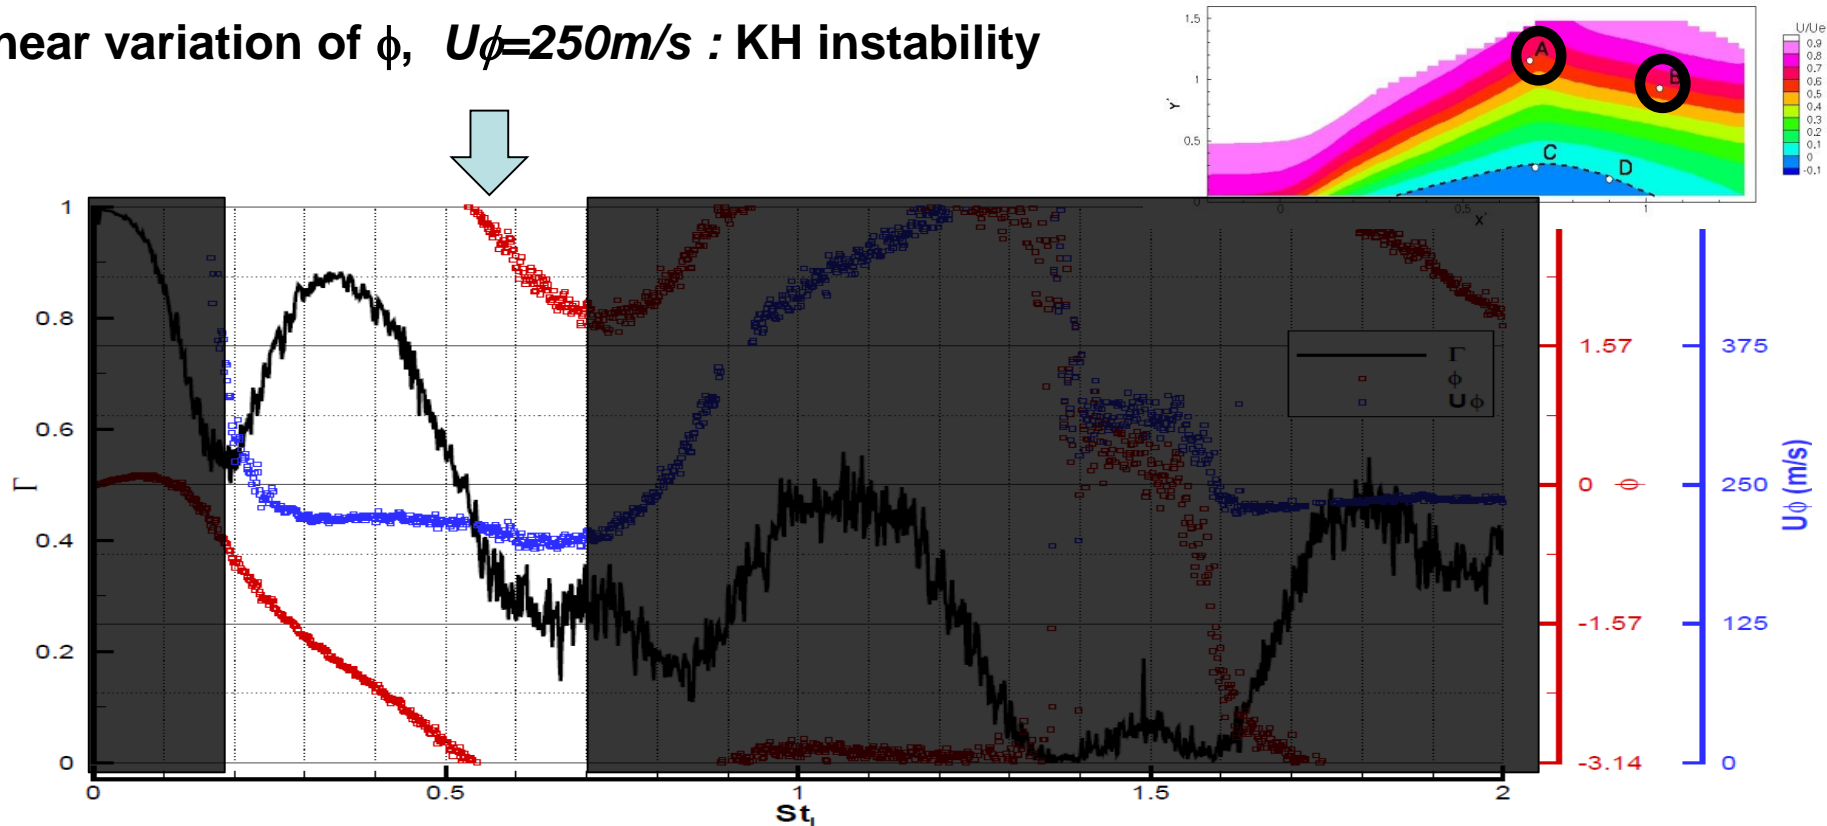 near variation of ϕ, Uϕ=250m/s : KH instability
1.5
1
0.5
0
Y*
A
B
C
D
0
0.5
1
X*
U/Ue
0.9
0.8
0.7
0.6
0.5
0.4
0.3
0.2
0.1
0
-0.1
1
0.8
0.6
0.4
0.2
0
Γ
Γ
ϕ
Uϕ
1.57
0
-1.57
-3.14
ϕ
375
250
125
0
Uϕ (m/s)
0
0.5
1
1.5
2
St